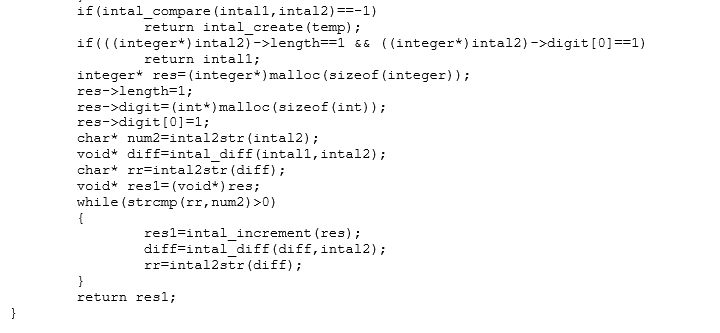 if(intal_compare(intal1,intal2)==-1)
return intal_create(temp);
if(((integer*)intal2)->length==1 && ((integer*)intal2)->digit[0]==1)
return intal1;
integer* res=(integer*)malloc(sizeof(integer));
res->length=1;
res->digit=(int*)malloc(sizeof(int));
res->digit[0]=1;
char* num2=intal2str(intal2);
void* diff=intal_diff(intal1,intal2);
char* rr=intal2str(diff);
void* res1=(void*)res;
while(strcmp(rr,num2)>0)
{
res1=intal_increment(res);
diff=intal_diff(diff,intal2);
rr=intal2str(diff);
}
return res1;
}